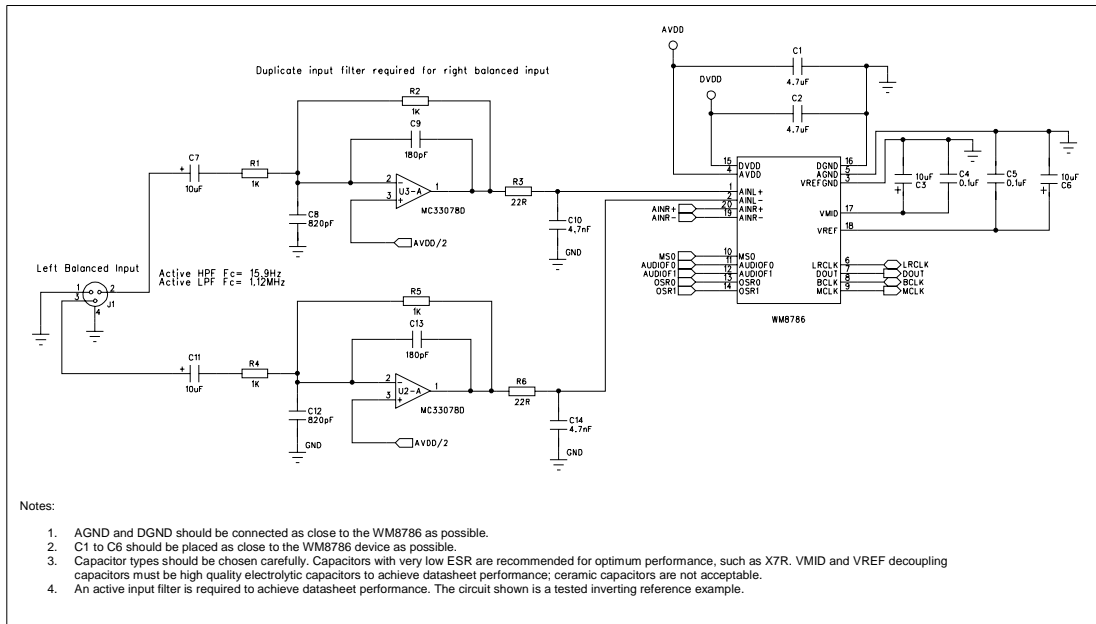 AVDD
C1
4.7uF
Duplicate input filter required for right balanced input
DVDD
C2
4.7uF
R2
1K
C9
180pF
C7
10uF
R1
1K
2
3
U3-A
1
MC33078D
R3
22R
C8
820pF
AVDD/2
C10
4.7nF
GND
15 DVDD
4 AVDD
DGND 16
AGND 5
VREFGND 3
10uF
C3
C4
0.1uF
C5
0.1uF
10uF
C6
1 AINL+
2 AINL-
AINR+ 20 AINR+
AINR- 19 AINR-
VMID 17
VREF 18
MS0 10 MS0
AUDIOF0 11 AUDIOF0
AUDIOF1 12 AUDIOF1
OSR0 13 OSR0
OSR1 14 OSR1
LRCLK 6 LRCLK
DOUT 7 DOUT
BCLK 8 BCLK
MCLK 9 MCLK
WM8786
Left Balanced Input
Active HPF Fc= 15.9Hz
Active LPF Fc= 1.12MHz
1
2
3
4
J1
R5
1K
C13
180pF
C11
10uF
R4
1K
2
3
U2-A
1
MC33078D
R6
22R
C12
820pF
GND
AVDD/2
C14
4.7nF
GND
Notes:
1. AGND and DGND should be connected as close to the WM8786 as possible.
2. C1 to C6 should be placed as close to the WM8786 device as possible.
3. Capacitor types should be chosen carefully. Capacitors with very low ESR are recommended for optimum performance, such as X7R. VMID and VREF decoupling
capacitors must be high quality electrolytic capacitors to achieve datasheet performance; ceramic capacitors are not acceptable.
4. An active input filter is required to achieve datasheet performance. The circuit shown is a tested inverting reference example.